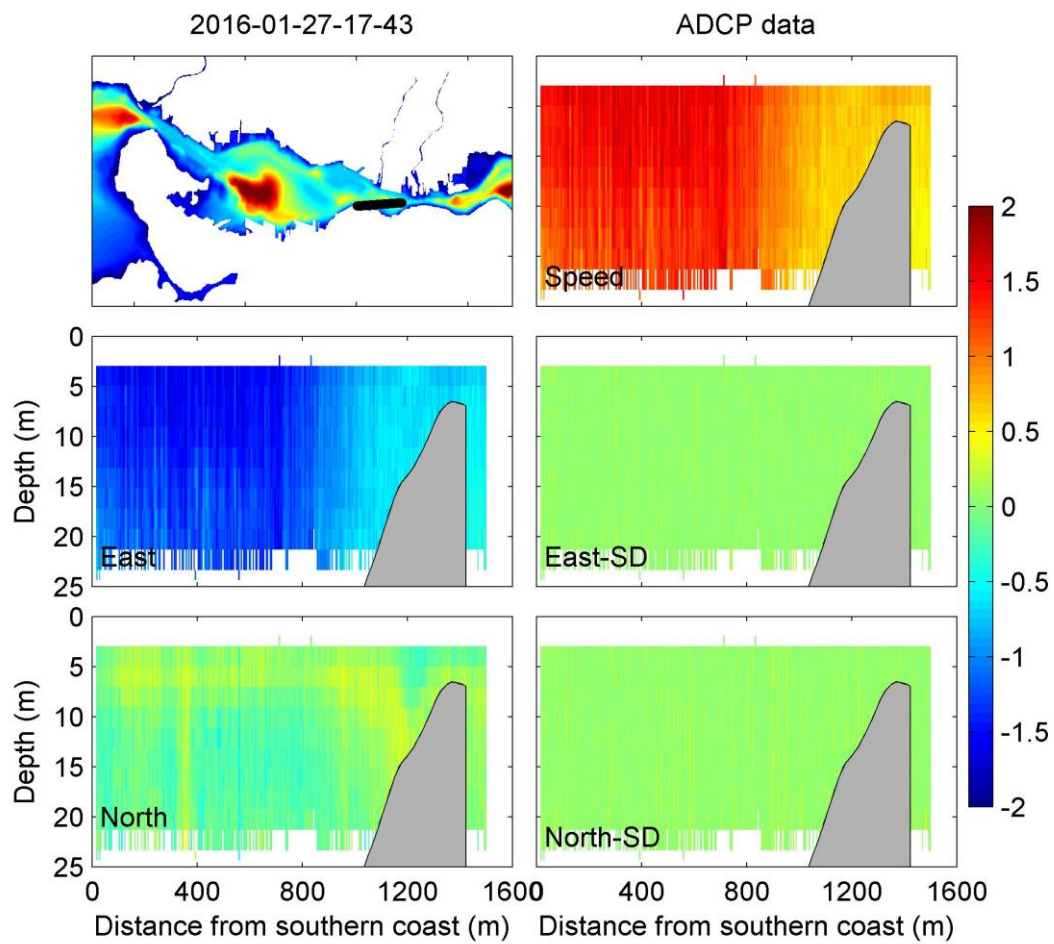 2016-01-27-17-43
ADCP data
Speed
2
1.5
1
0.5
0
-0.5
-1
-1.5
-2
0
5
10
15
20
25
Depth (m)
East
East-SD
0
5
10
15
20
25
Depth (m)
North
North-SD
0 400 800 1200 1600
0 400 800 1200 1600
Distance from southern coast (m)
Distance from southern coast (m)